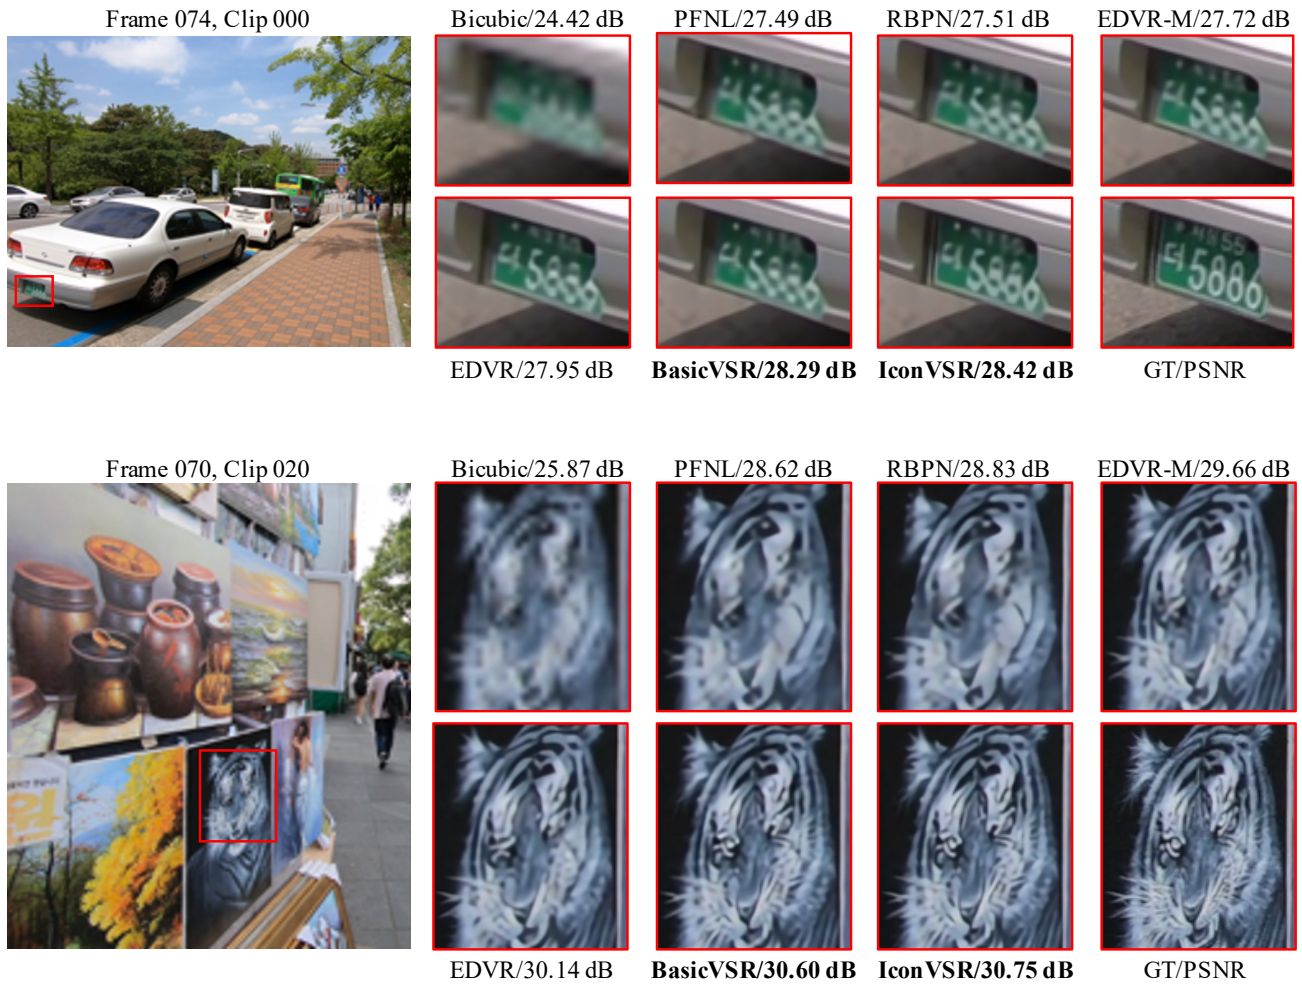 Frame 074, Clip 000
Bicubic/24.42 dB
PFNL/27.49 dB
RBPN/27.51 dB
EDVR-M/27.72 dB
5886
EDVR/27.95 dB
BasicVSR/28.29 dB
IconVSR/28.42 dB
GT/PSNR
Frame 070, Clip 020
Bicubic/25.87 dB
PFNL/28.62 dB
RBPN/28.83 dB
EDVR-M/29.66 dB
원
EDVR/30.14 dB
BasicVSR/30.60 dB
IconVSR/30.75 dB
GT/PSNR